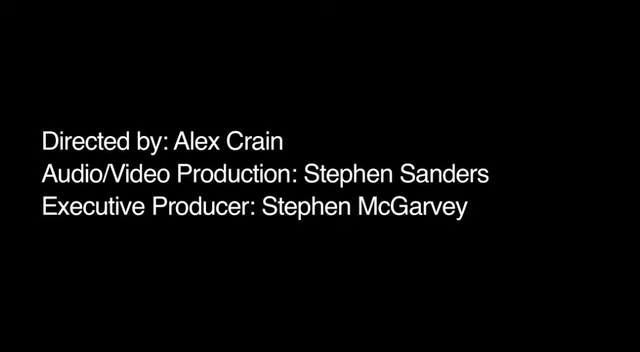 Directed by: Alex Crain
Audio/Video Production: Stephen Sanders
Executive Producer: Stephen McGarvey